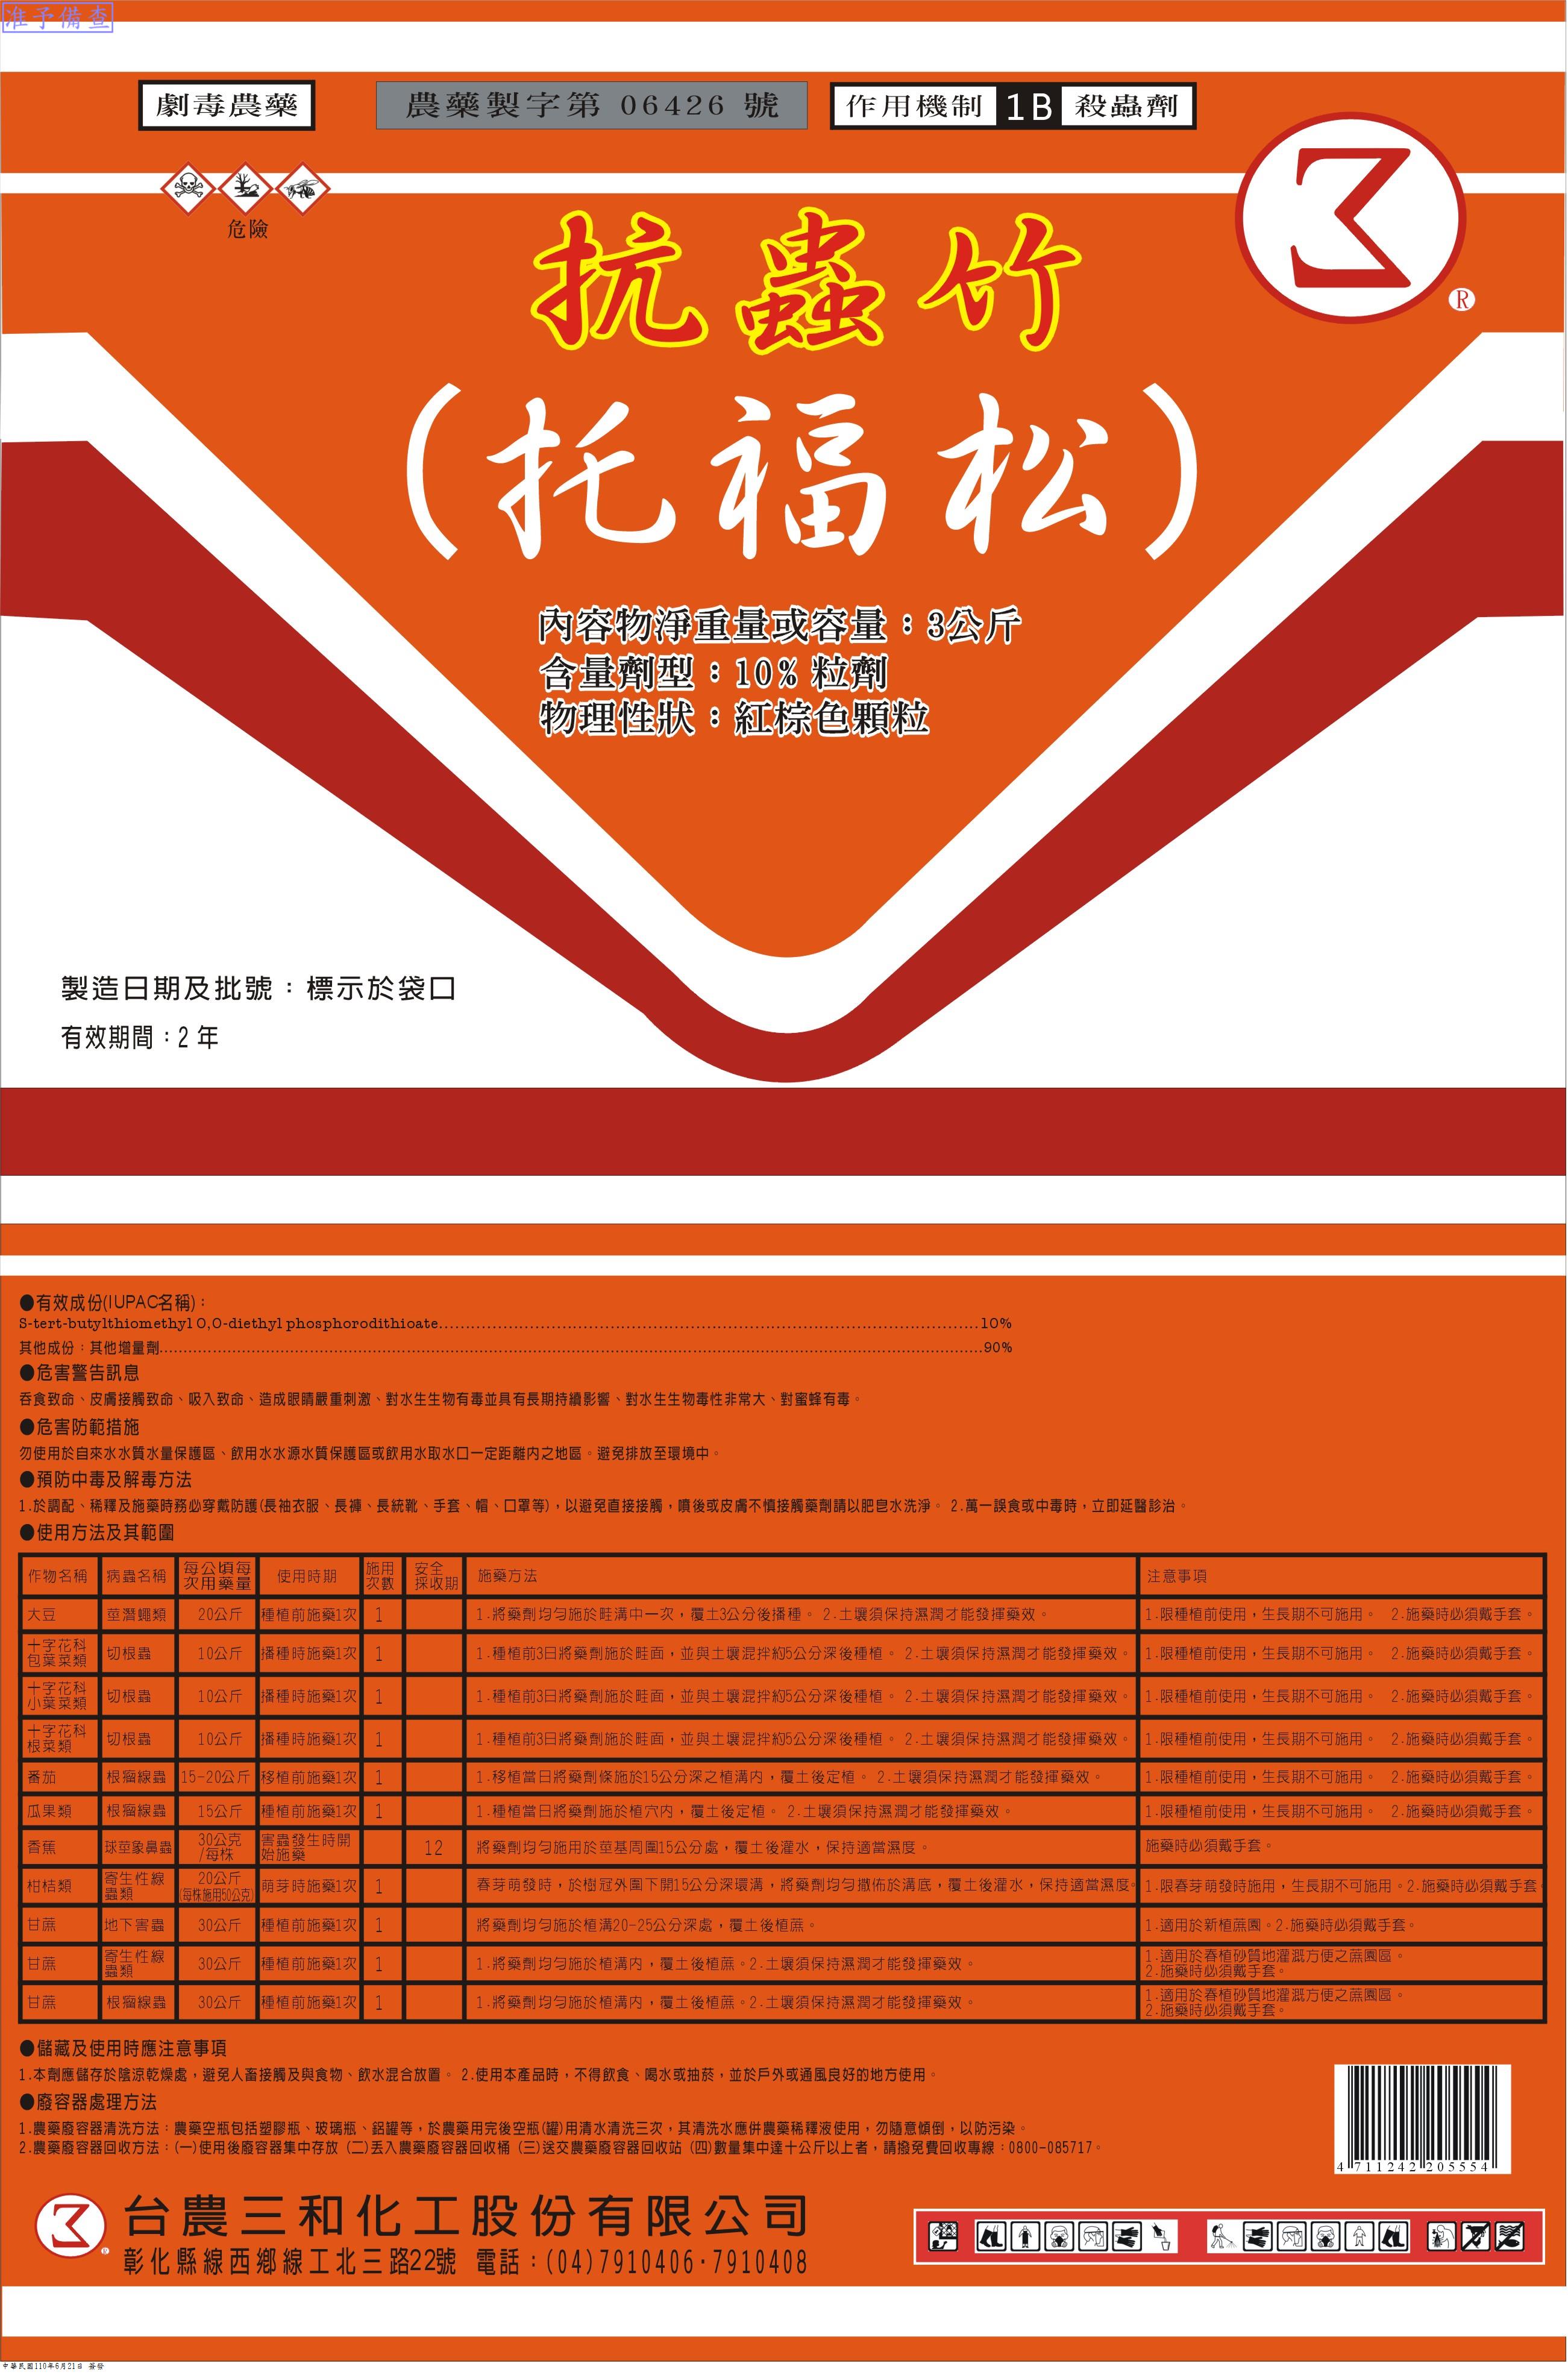 准予備查
劇毒農藥
農藥製字第 06426 號
作用機制 1B 殺蟲劑
危險
®
抗蟲竹
(托福松)
內容物淨重量或容量：3公斤
含量劑型：10% 粒劑
物理性狀：紅棕色顆粒
製造日期及批號：標示於袋口
有效期間：2 年
●有效成份(IUPAC名稱)：
S-tert-butylthiomethyl O,O-diethyl phosphorodithioate..........10%
其他成份：其他增量劑..........90%
●危害警告訊息
吞食致命、皮膚接觸致命、吸入致命、造成眼睛嚴重刺激、對水生生物有毒並具有長期持續影響、對水生生物毒性非常大、對蜜蜂有毒。
●危害防範措施
勿使用於自來水水質水量保護區、飲用水水源水質保護區或飲用水取水口一定距離內之地區。避免排放至環境中。
●預防中毒及解毒方法
1.於調配、稀釋及施藥時務必穿戴防護(長袖衣服、長褲、長統靴、手套、帽、口罩等)，以避免直接接觸，噴後或皮膚不慎接觸藥劑請以肥皂水洗淨。 2.萬一誤食或中毒時，立即延醫診治。
●使用方法及其範圍
作物名稱 病蟲名稱 每公頃每次用藥量 使用時期 施用次數 安全採收期 施藥方法 注意事項
大豆 莖潛蠅類 20公斤 種植前施藥1次 1 1.將藥劑均勻施於畦溝中一次，覆土3公分後播種。 2.土壤須保持濕潤才能發揮藥效。 1.限種植前使用，生長期不可施用。 2.施藥時必須戴手套。
十字花科包葉菜類 切根蟲 10公斤 播種時施藥1次 1 1.種植前3日將藥劑施於畦面，並與土壤混拌約5公分深後種植。 2.土壤須保持濕潤才能發揮藥效。 1.限種植前使用，生長期不可施用。 2.施藥時必須戴手套。
十字花科小葉菜類 切根蟲 10公斤 播種時施藥1次 1 1.種植前3日將藥劑施於畦面，並與土壤混拌約5公分深後種植。 2.土壤須保持濕潤才能發揮藥效。 1.限種植前使用，生長期不可施用。 2.施藥時必須戴手套。
十字花科根菜類 切根蟲 10公斤 播種時施藥1次 1 1.種植前3日將藥劑施於畦面，並與土壤混拌約5公分深後種植。 2.土壤須保持濕潤才能發揮藥效。 1.限種植前使用，生長期不可施用。 2.施藥時必須戴手套。
番茄 根瘤線蟲 15-20公斤 移植前施藥1次 1 1.移植當日將藥劑條施於15公分深之植溝內，覆土後定植。 2.土壤須保持濕潤才能發揮藥效。 1.限種植前使用，生長期不可施用。 2.施藥時必須戴手套。
瓜果類 根瘤線蟲 15公斤 種植前施藥1次 1 1.種植當日將藥劑施於植穴內，覆土後定植。 2.土壤須保持濕潤才能發揮藥效。 1.限種植前使用，生長期不可施用。 2.施藥時必須戴手套。
香蕉 球莖象鼻蟲 30公克/每株 害蟲發生時開始施藥 12 將藥劑均勻施用於莖基周圍15公分處，覆土後灌水，保持適當濕度。 施藥時必須戴手套。
柑桔類 寄生性線蟲類 20公斤(每株施用50公克) 萌芽時施藥1次 1 春芽萌發時，於樹冠外圍下開15公分深環溝，將藥劑均勻撒佈於溝底，覆土後灌水，保持適當濕度。 1.限春芽萌發時施用，生長期不可施用。2.施藥時必須戴手套。
甘蔗 地下害蟲 30公斤 種植前施藥1次 1 將藥劑均勻施於植溝20-25公分深處，覆土後植蔗。 1.適用於新植蔗園。2.施藥時必須戴手套。
甘蔗 寄生性線蟲類 30公斤 種植前施藥1次 1 1.將藥劑均勻施於植溝內，覆土後植蔗。2.土壤須保持濕潤才能發揮藥效。 1.適用於春植砂質地灌溉方便之蔗園區。 2.施藥時必須戴手套。
甘蔗 根瘤線蟲 30公斤 種植前施藥1次 1 1.將藥劑均勻施於植溝內，覆土後植蔗。2.土壤須保持濕潤才能發揮藥效。 1.適用於春植砂質地灌溉方便之蔗園區。 2.施藥時必須戴手套。
●儲藏及使用時應注意事項
1.本劑應儲存於陰涼乾燥處，避免人畜接觸及與食物、飲水混合放置。 2.使用本產品時，不得飲食、喝水或抽菸，並於戶外或通風良好的地方使用。
●廢容器處理方法
1.農藥廢容器清洗方法：農藥空瓶包括塑膠瓶、玻璃瓶、鋁罐等，於農藥用完後空瓶(罐)用清水清洗三次，其清洗水應併農藥稀釋液使用，勿隨意傾倒，以防污染。
2.農藥廢容器回收方法：(一)使用後廢容器集中存放 (二)丟入農藥廢容器回收桶 (三)送交農藥廢容器回收站 (四)數量集中達十公斤以上者，請撥免費回收專線：0800-085717。
4 711242 205554
台農三和化工股份有限公司
彰化縣線西鄉線工北三路22號 電話：(04)7910406·7910408
中華民國110年6月21日 簽發